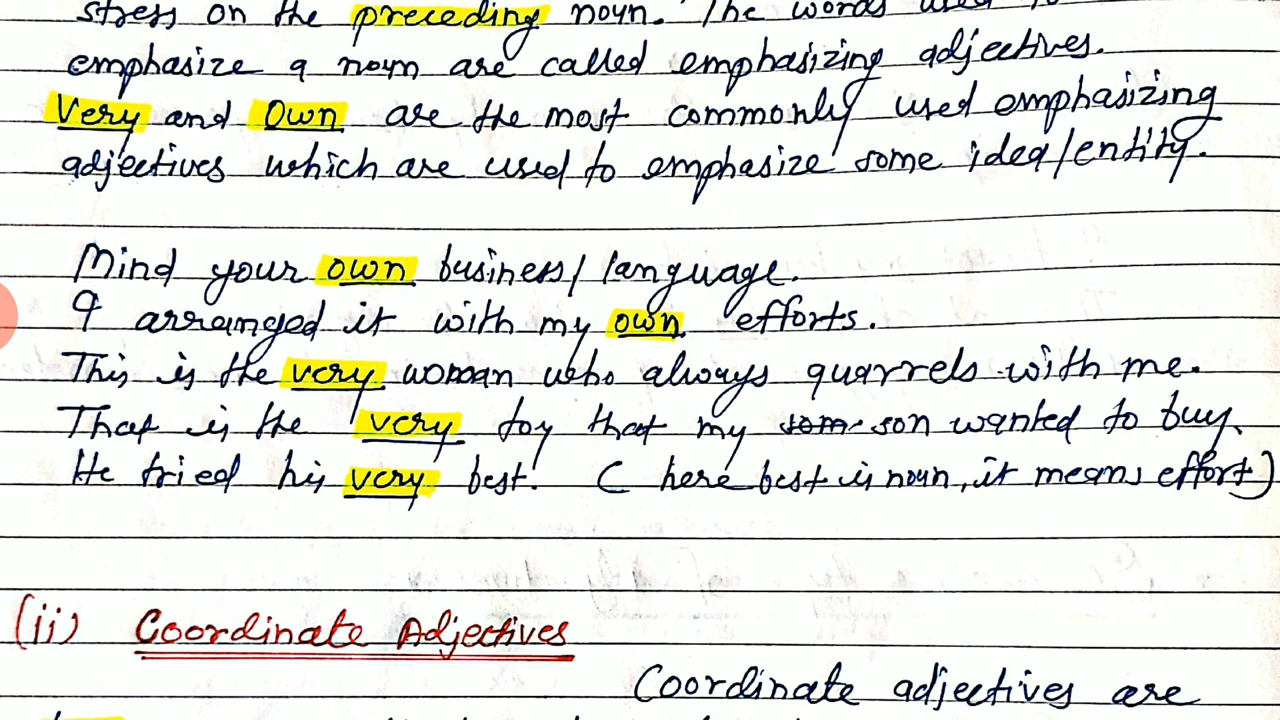 stress on the preceding noun. The words used to
emphasize a noun are called emphasizing adjectives.
Very and Own are the most commonly used emphasizing
adjectives which are used to emphasize some idea/entity.
Mind your own business/language.
I arranged it with my own efforts.
This is the very woman who always quarrels with me.
That is the very toy that my son wanted to buy.
He tried his very best. (here best is noun, it means effort)
(ii) Coordinate Adjectives
Coordinate adjectives are